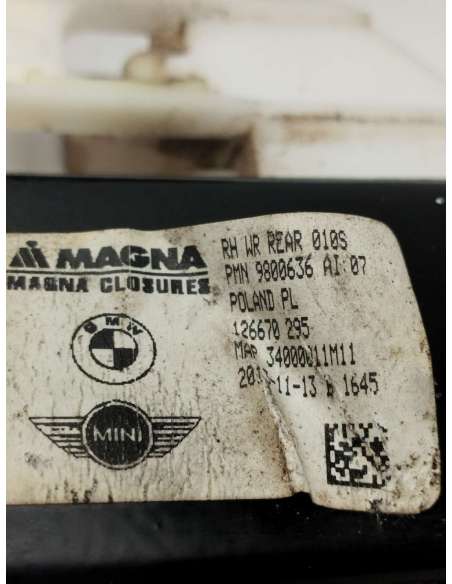 MAGNA
MAGNA CLOSURES
BMW
MINI
RH WR REAR 010S
PMN 9800636 AI:07
POLAND PL
126670 295
MAP 34000W11M11
1645